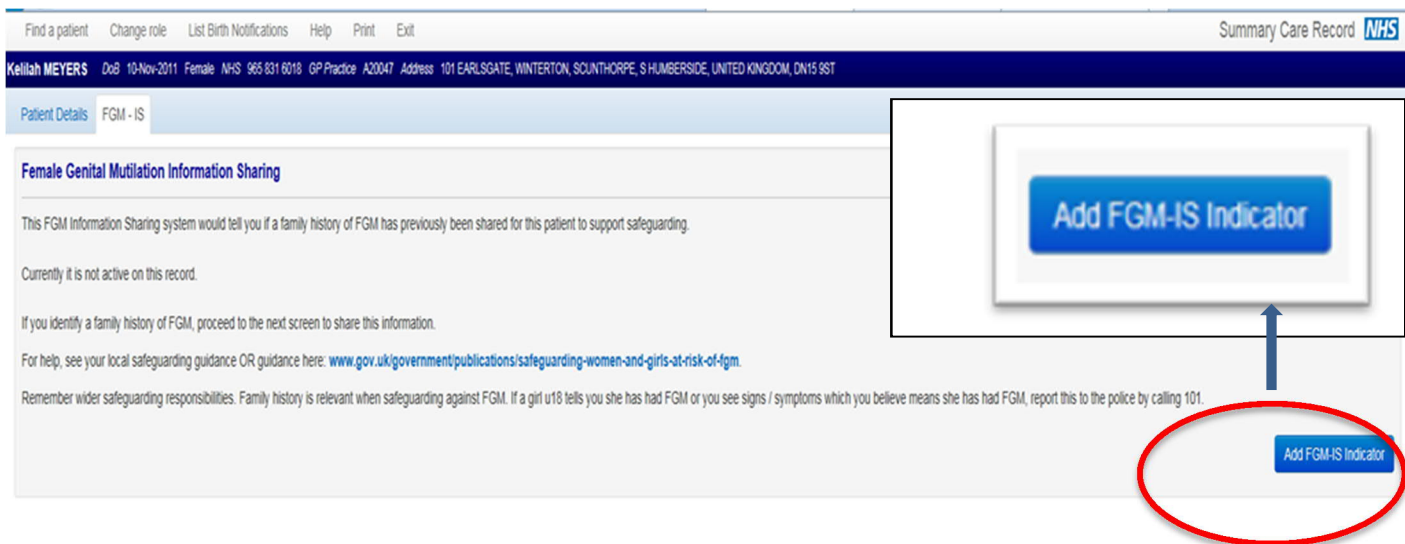 Find a patient Change role List Birth Notifications Help Print Exit Summary Care Record NHS
Kelilah MEYERS DoB 10-Nov-2011 Female NHS 965 831 6018 GP Practice A20047 Address 101 EARLSGATE, WINTERTON, SCUNTHORPE, S HUMBERSIDE, UNITED KINGDOM, DN15 9ST
Patient Details FGM - IS
Female Genital Mutilation Information Sharing
This FGM Information Sharing system would tell you if a family history of FGM has previously been shared for this patient to support safeguarding.
Add FGM-IS Indicator
Currently it is not active on this record.
If you identify a family history of FGM, proceed to the next screen to share this information.
For help, see your local safeguarding guidance OR guidance here: www.gov.uk/government/publications/safeguarding-women-and-girls-at-risk-of-fgm.
Remember wider safeguarding responsibilities. Family history is relevant when safeguarding against FGM. If a girl u18 tells you she has had FGM or you see signs / symptoms which you believe means she has had FGM, report this to the police by calling 101.
Add FGM-IS Indicator